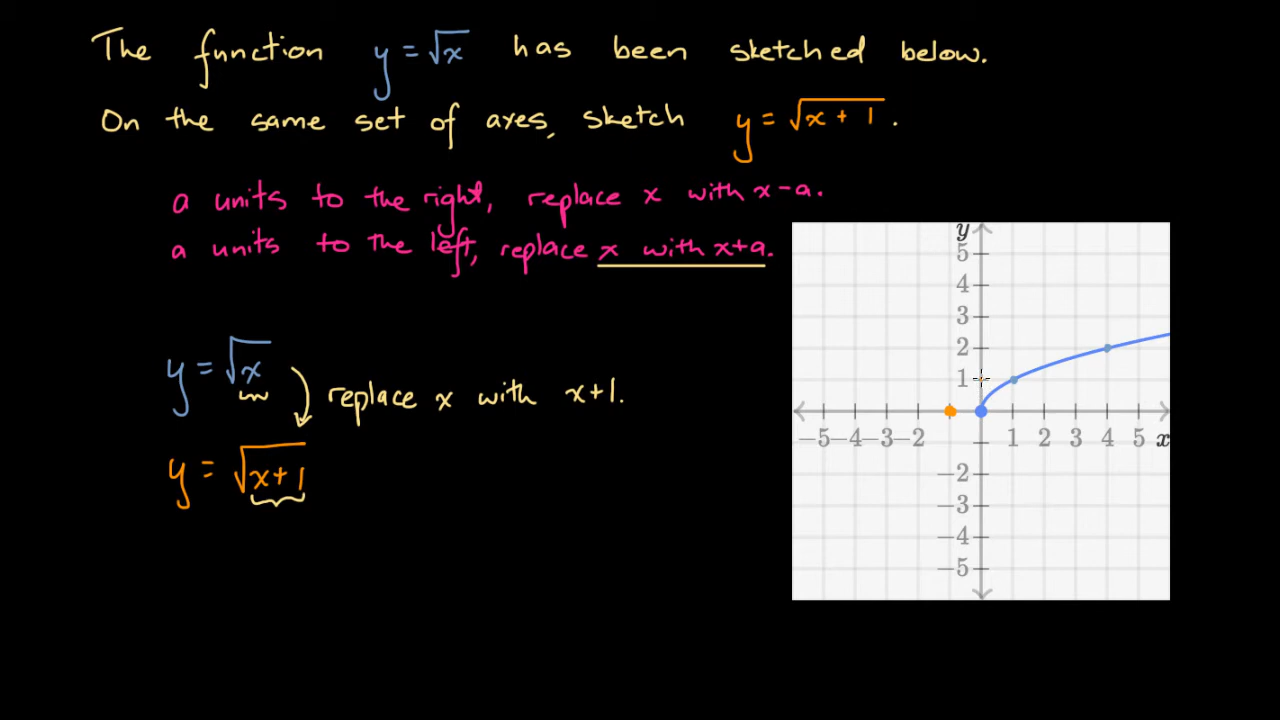 The function y = √x has been sketched below.
On the same set of axes, sketch y = √(x + 1).
a units to the right, replace x with x-a.
a units to the left, replace x with x+a.
y = √x
replace x with x+1.
y = √(x+1)
y
5
4
3
2
1
−5 −4 −3 −2 1 2 3 4 5 x
−2
−3
−4
−5